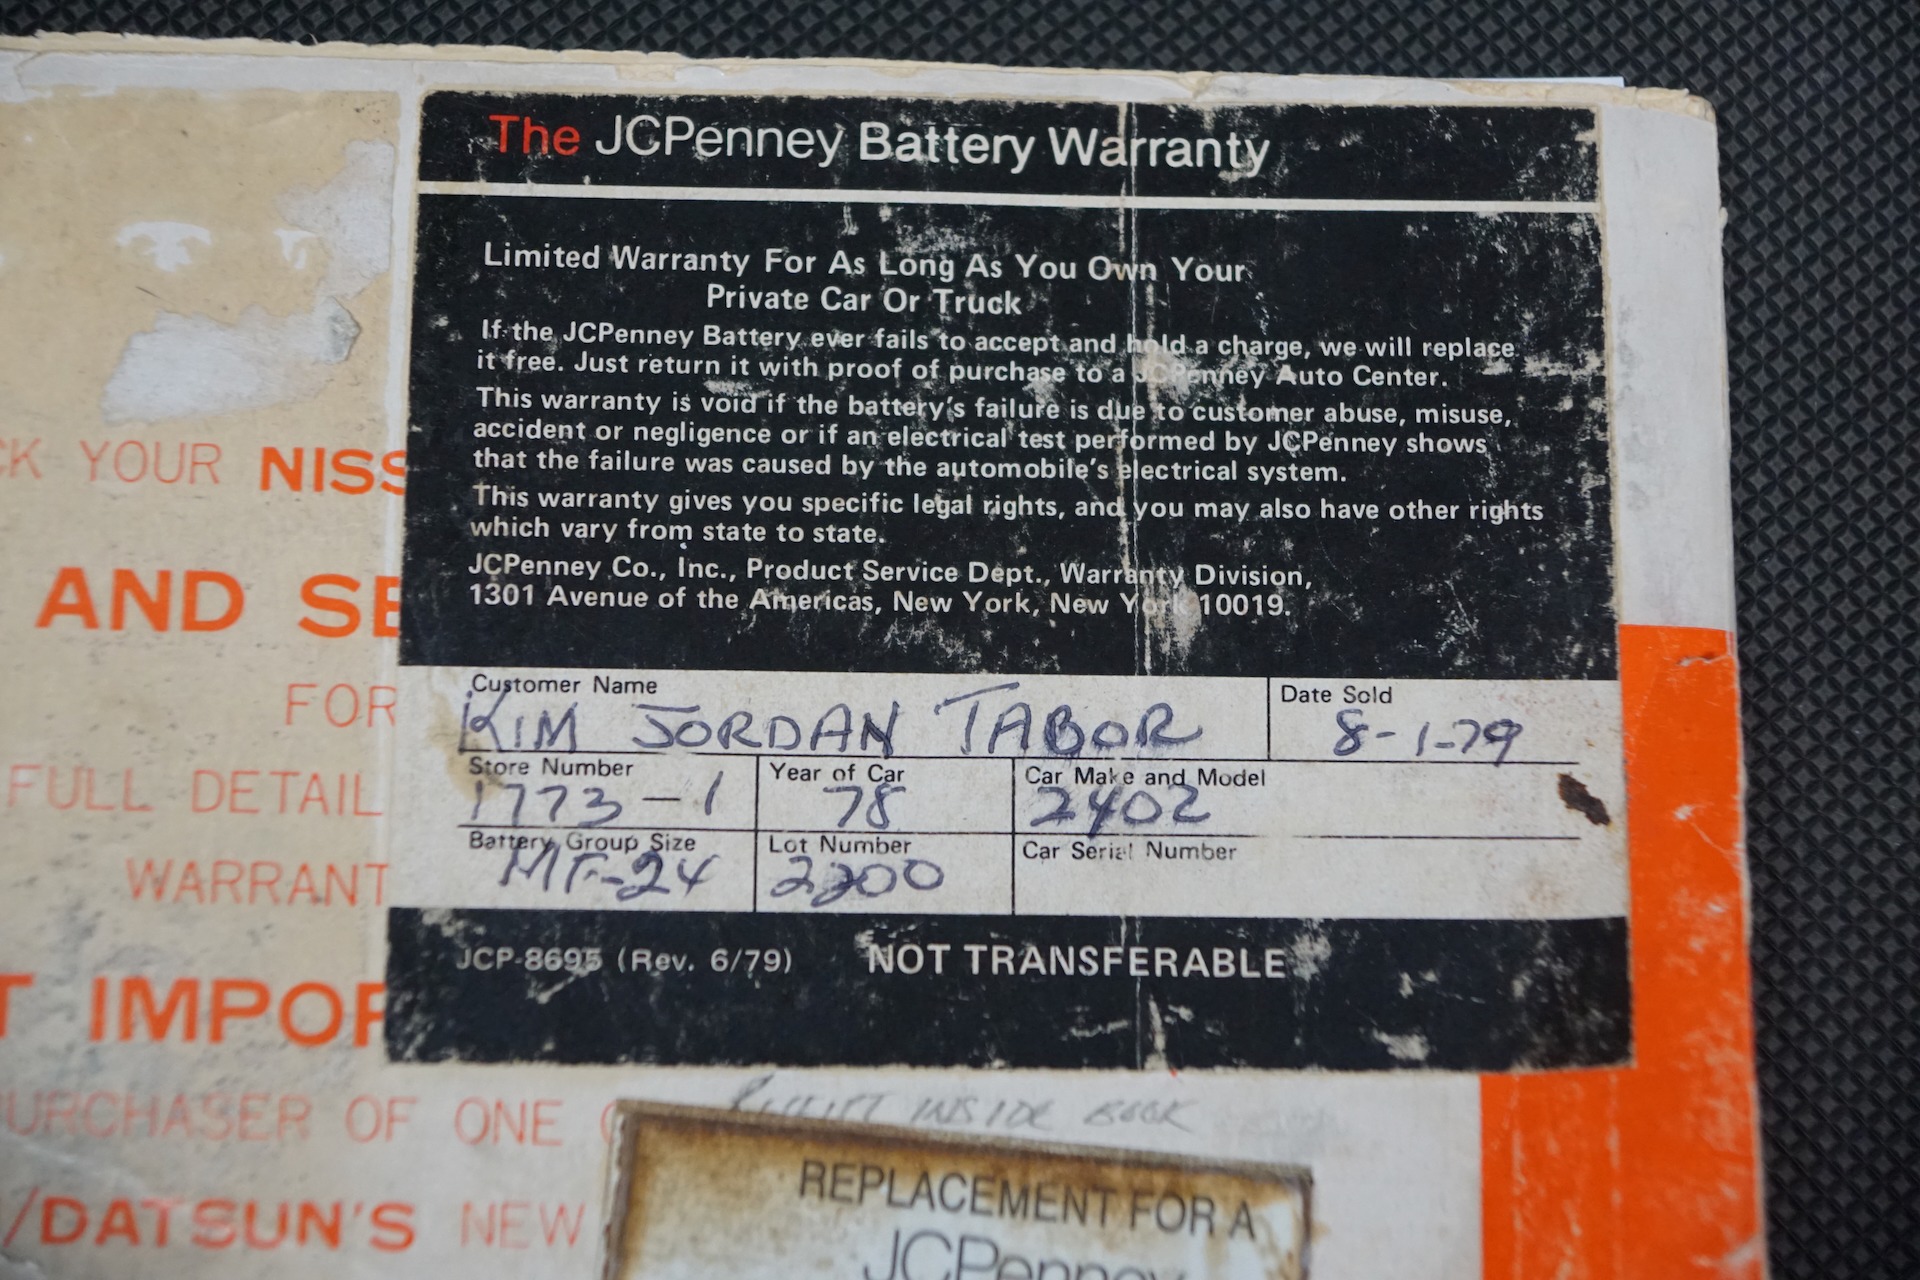 The JCPenney Battery Warranty
Limited Warranty For As Long As You Own Your
Private Car Or Truck
If the JCPenney Battery ever fails to accept and hold a charge, we will replace
it free. Just return it with proof of purchase to a JCPenney Auto Center.
This warranty is void if the battery's failure is due to customer abuse, misuse,
accident or negligence or if an electrical test performed by JCPenney shows
that the failure was caused by the automobile's electrical system.
This warranty gives you specific legal rights, and you may also have other rights
which vary from state to state.
JCPenney Co., Inc., Product Service Dept., Warranty Division,
1301 Avenue of the Americas, New York, New York 10019.
Customer Name
KIM JORDAN TABOR
Date Sold
8-1-79
Store Number
1773-1
Year of Car
78
Car Make and Model
240Z
Battery Group Size
MF-24
Lot Number
2200
Car Serial Number
JCP-8695 (Rev. 6/79) NOT TRANSFERABLE
CK YOUR NISS
AND SE
FOR
FULL DETAIL
WARRANT
T IMPOR
PURCHASER OF ONE
/DATSUN'S NEW
INSIDE BOOK
REPLACEMENT FOR A
JCPenney